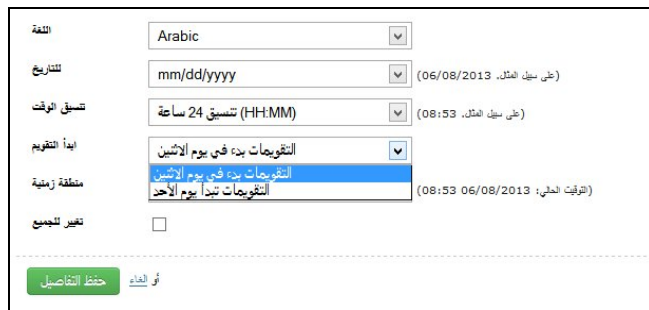 اللغة
Arabic
للتاريخ
mm/dd/yyyy
(على سبيل المثال. 06/08/2013)
تنسيق الوقت
تنسيق 24 ساعة (HH:MM)
(على سبيل المثال. 08:53)
ابدأ التقويم
التقويمات بدء في يوم الاثنين
التقويمات بدء في يوم الاثنين
التقويمات تبدأ يوم الأحد
منطقة زمنية
(التوقيت الحالي: 06/08/2013 08:53)
تغيير للجميع
حفظ التفاصيل
أو الغاء